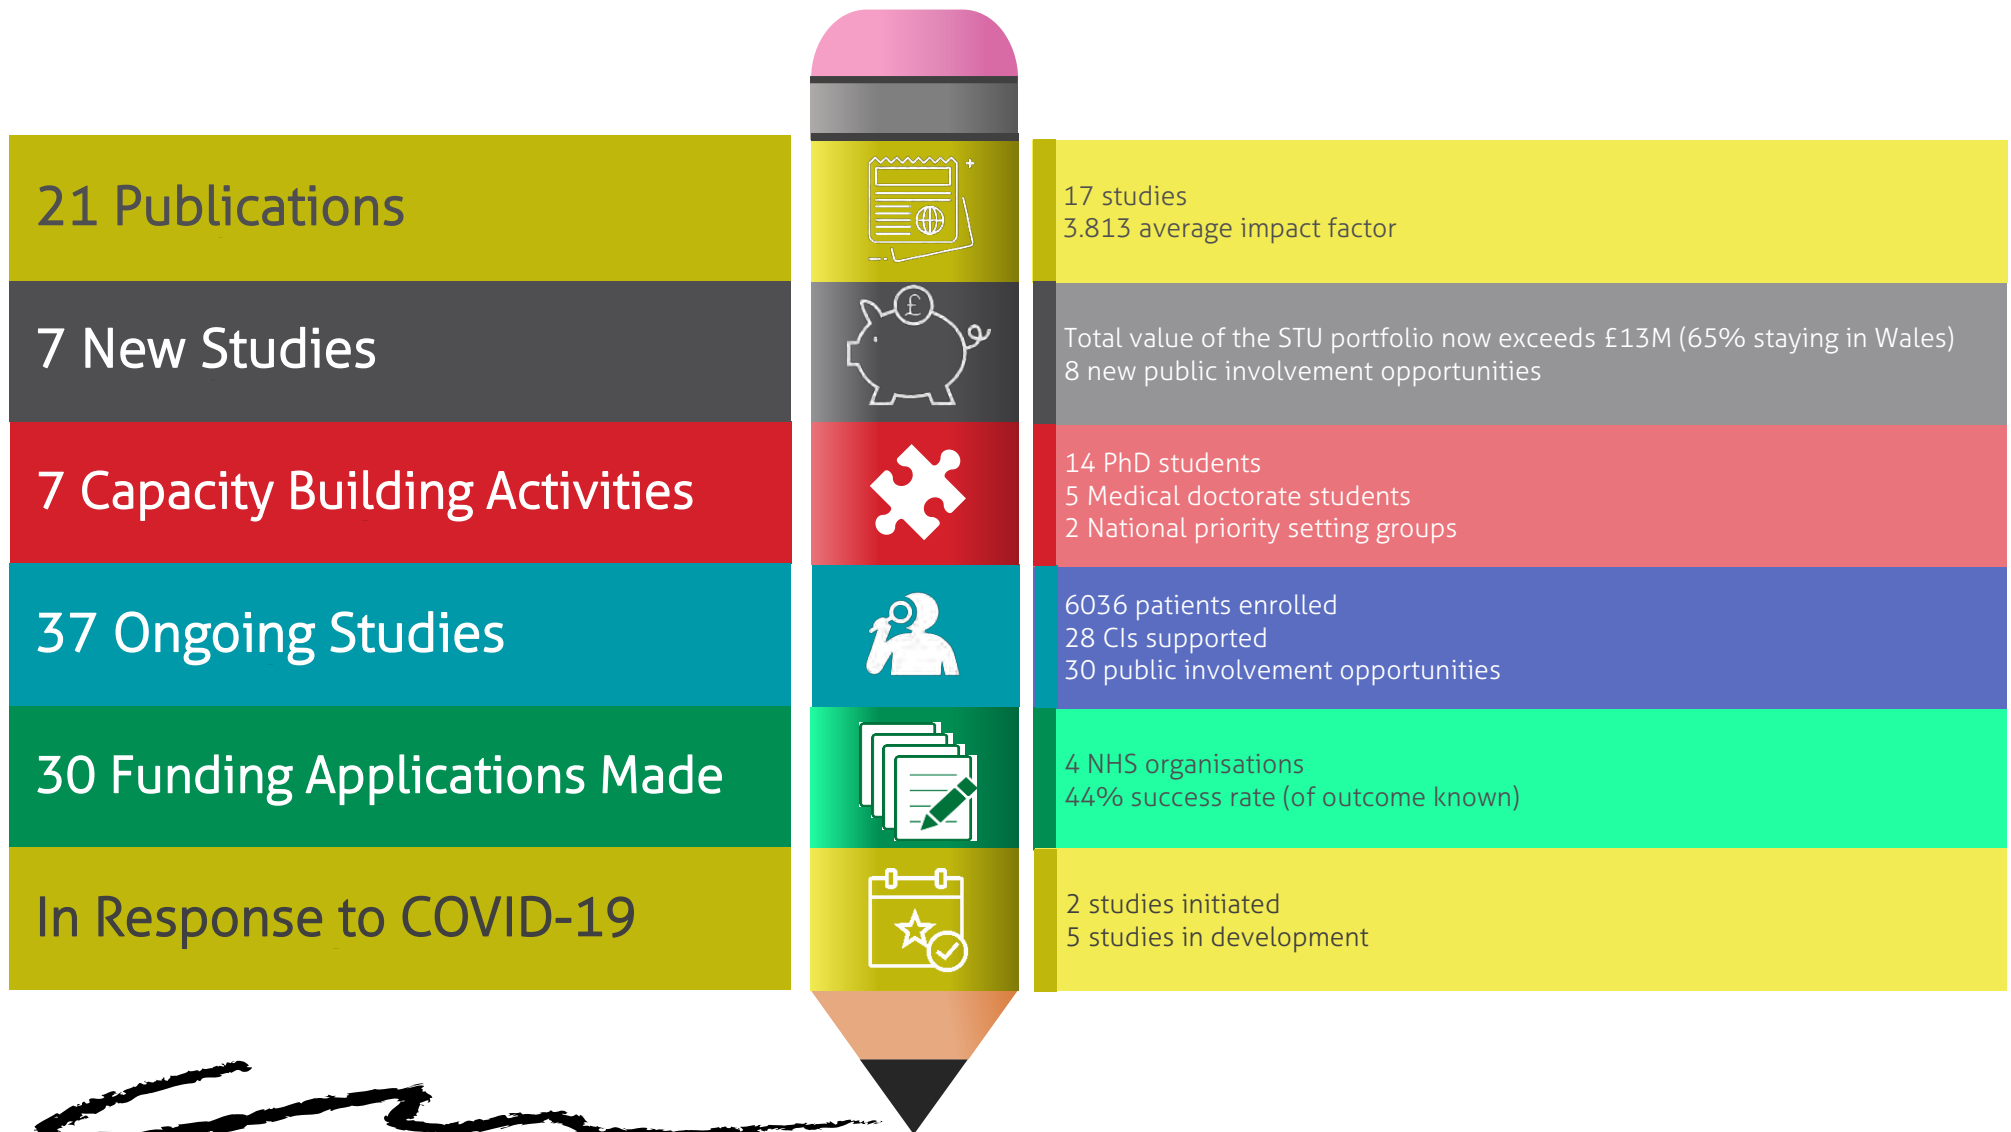 21 Publications
17 studies
3.813 average impact factor
£
7 New Studies
Total value of the STU portfolio now exceeds £13M (65% staying in Wales)
8 new public involvement opportunities
7 Capacity Building Activities
14 PhD students
5 Medical doctorate students
2 National priority setting groups
37 Ongoing Studies
6036 patients enrolled
28 CIs supported
30 public involvement opportunities
30 Funding Applications Made
4 NHS organisations
44% success rate (of outcome known)
In Response to COVID-19
2 studies initiated
5 studies in development